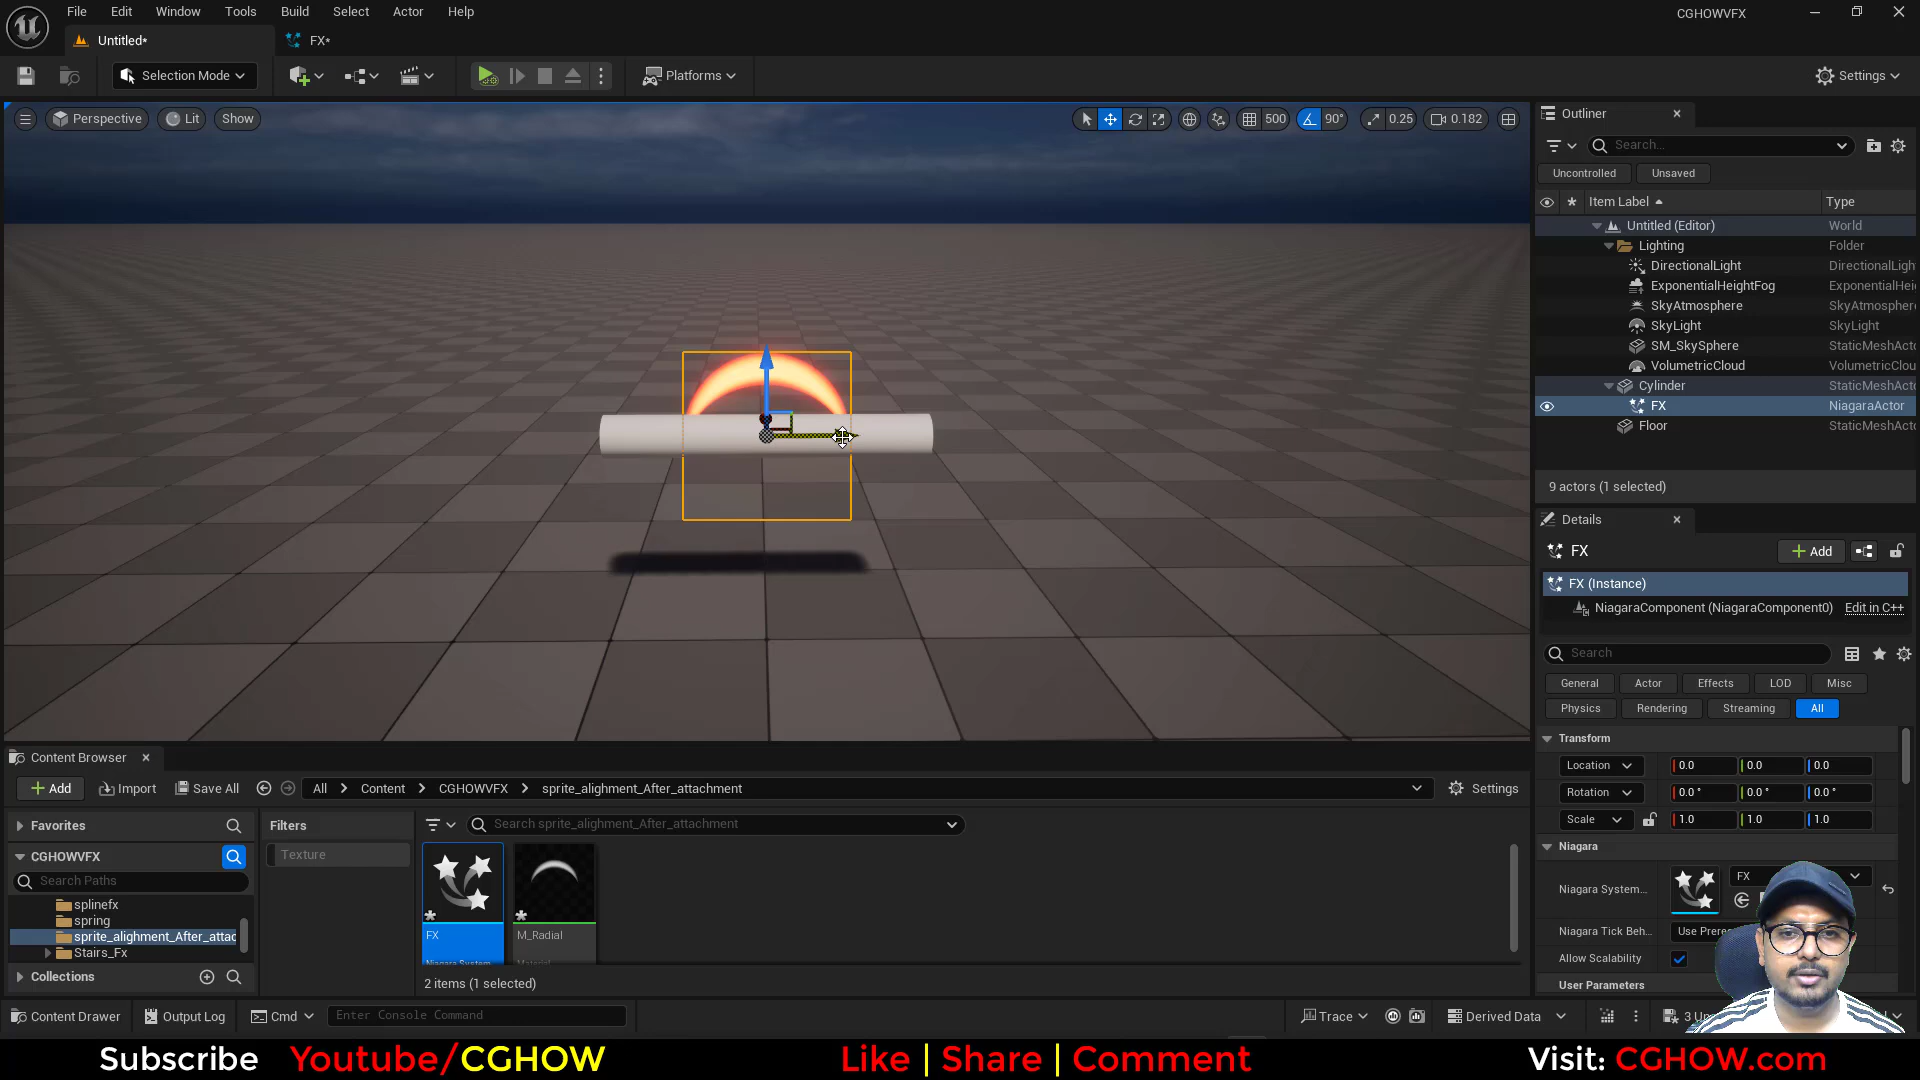 File Edit Window Tools Build Select Actor Help
CGHOWVFX
Untitled*
FX*
Selection Mode
Platforms
Settings
Perspective
Lit
Show
500
90°
0.25
0.182
Outliner
Search...
Uncontrolled
Unsaved
Item Label
Type
Untitled (Editor)
World
Lighting
Folder
DirectionalLight
DirectionalLigh
ExponentialHeightFog
ExponentialHei
SkyAtmosphere
SkyAtmosphere
SkyLight
SkyLight
SM_SkySphere
StaticMeshActo
VolumetricCloud
VolumetricClou
Cylinder
StaticMeshActo
FX
NiagaraActor
Floor
StaticMeshActo
9 actors (1 selected)
Details
FX
Add
FX (Instance)
NiagaraComponent (NiagaraComponent0)
Edit in C++
Search
General
Actor
Effects
LOD
Misc
Physics
Rendering
Streaming
All
Transform
Location
0.0
0.0
0.0
Rotation
0.0 °
0.0 °
0.0 °
Scale
1.0
1.0
1.0
Niagara
Niagara System...
FX
Niagara Tick Beh...
Allow Scalability
User Parameters
Content Browser
Add
Import
Save All
All
Content
CGHOWVFX
sprite_alighment_After_attachment
Settings
Favorites
Filters
Search sprite_alighment_After_attachment
CGHOWVFX
Texture
Search Paths
splinefx
spring
sprite_alighment_After_attac
Stairs_Fx
Collections
FX
M_Radial
2 items (1 selected)
Content Drawer
Output Log
Cmd
Enter Console Command
Trace
Derived Data
Subscribe Youtube/CGHOW
Like | Share | Comment
Visit: CGHOW.com